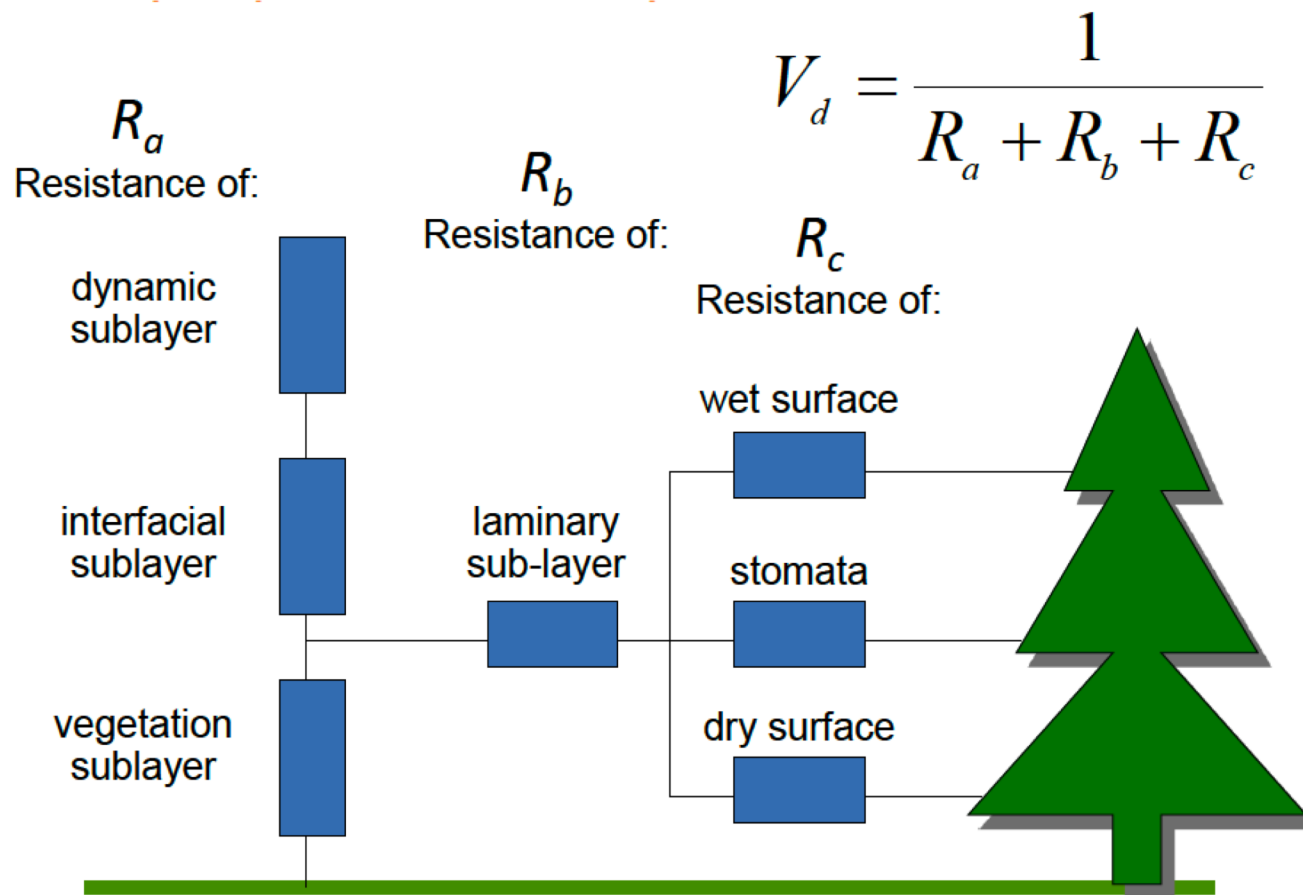 V_d = 1 / (R_a + R_b + R_c)
R_a
Resistance of:
dynamic
sublayer
interfacial
sublayer
vegetation
sublayer
R_b
Resistance of:
laminary
sub-layer
R_c
Resistance of:
wet surface
stomata
dry surface